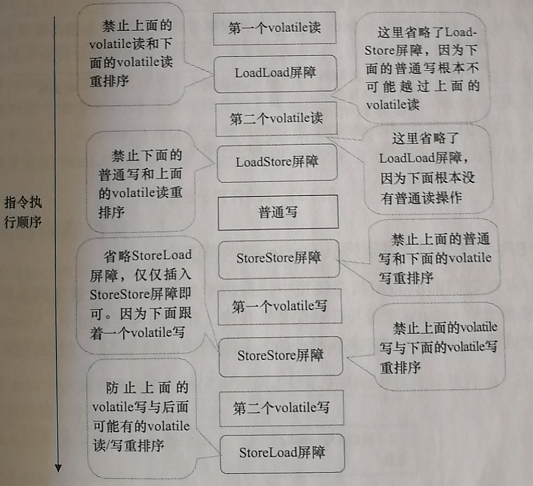 指令执
行顺序
禁止上面的
volatile读和下
面的volatile读
重排序
第一个volatile读
LoadLoad屏障
这里省略了Load-
Store屏障，因为下
面的普通写根本不
可能越过上面的
volatile读
第二个volatile读
这里省略了
LoadLoad屏障，
因为下面根本没
有普通读操作
禁止下面的
普通写和上面
的volatile读重
排序
LoadStore屏障
普通写
省略StoreLoad
屏障，仅仅插入
StoreStore屏障即
可。因为下面跟
着一个volatile写
StoreStore屏障
禁止上面的普通
写和下面的volatile
写重排序
第一个volatile写
StoreStore屏障
禁止上面的volatile
写与下面的volatile写
重排序
防止上面的
volatile写与后面
可能有的volatile
读/写重排序
第二个volatile写
StoreLoad屏障